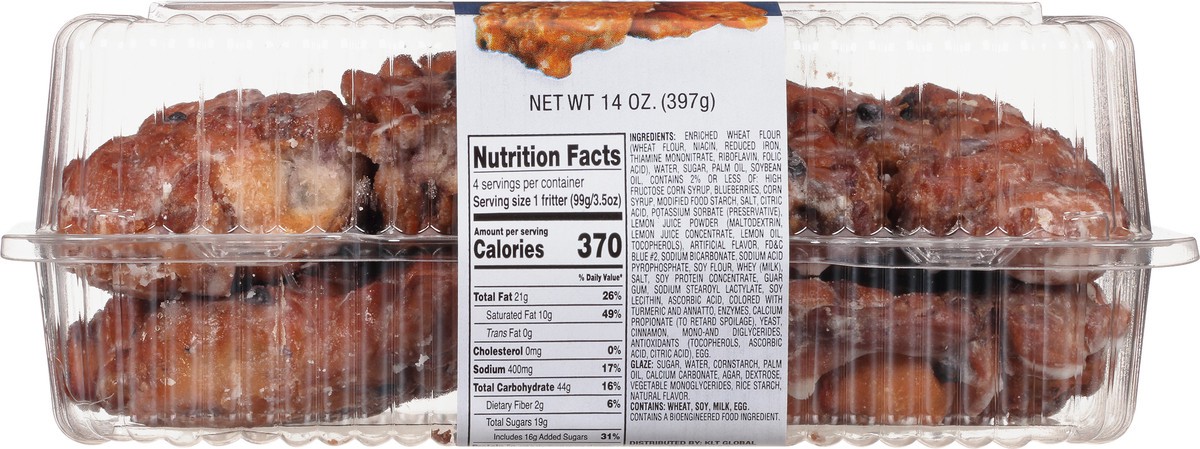 NET WT 14 OZ. (397g)
Nutrition Facts
4 servings per container
Serving size 1 fritter (99g/3.5oz)
Amount per serving
Calories 370
% Daily Value*
Total Fat 21g 26%
Saturated Fat 10g 49%
Trans Fat 0g
Cholesterol 0mg 0%
Sodium 400mg 17%
Total Carbohydrate 44g 16%
Dietary Fiber 2g 6%
Total Sugars 19g
Includes 16g Added Sugars 31%
INGREDIENTS: ENRICHED WHEAT FLOUR
(WHEAT FLOUR, NIACIN, REDUCED IRON,
THIAMINE MONONITRATE, RIBOFLAVIN, FOLIC
ACID), WATER, SUGAR, PALM OIL, SOYBEAN
OIL, CONTAINS 2% OR LESS OF: HIGH
FRUCTOSE CORN SYRUP, BLUEBERRIES, CORN
SYRUP, MODIFIED FOOD STARCH, SALT, CITRIC
ACID, POTASSIUM SORBATE (PRESERVATIVE),
LEMON JUICE POWDER (MALTODEXTRIN,
LEMON JUICE CONCENTRATE, LEMON OIL,
TOCOPHEROLS), ARTIFICIAL FLAVOR, FD&C
BLUE #2, SODIUM BICARBONATE, SODIUM ACID
PYROPHOSPHATE, SOY FLOUR, WHEY (MILK),
SALT, SOY PROTEIN CONCENTRATE, GUAR
GUM, SODIUM STEAROYL LACTYLATE, SOY
LECITHIN, ASCORBIC ACID, COLORED WITH
TURMERIC AND ANNATTO, ENZYMES, CALCIUM
PROPIONATE (TO RETARD SPOILAGE), YEAST,
CINNAMON, MONO-AND DIGLYCERIDES,
ANTIOXIDANTS (TOCOPHEROLS, ASCORBIC
ACID, CITRIC ACID), EGG.
GLAZE: SUGAR, WATER, CORNSTARCH, PALM
OIL, CALCIUM CARBONATE, AGAR, DEXTROSE,
VEGETABLE MONOGLYCERIDES, RICE STARCH,
NATURAL FLAVOR.
CONTAINS: WHEAT, SOY, MILK, EGG.
CONTAINS A BIOENGINEERED FOOD INGREDIENT.
DISTRIBUTED BY: KLT GLOBAL